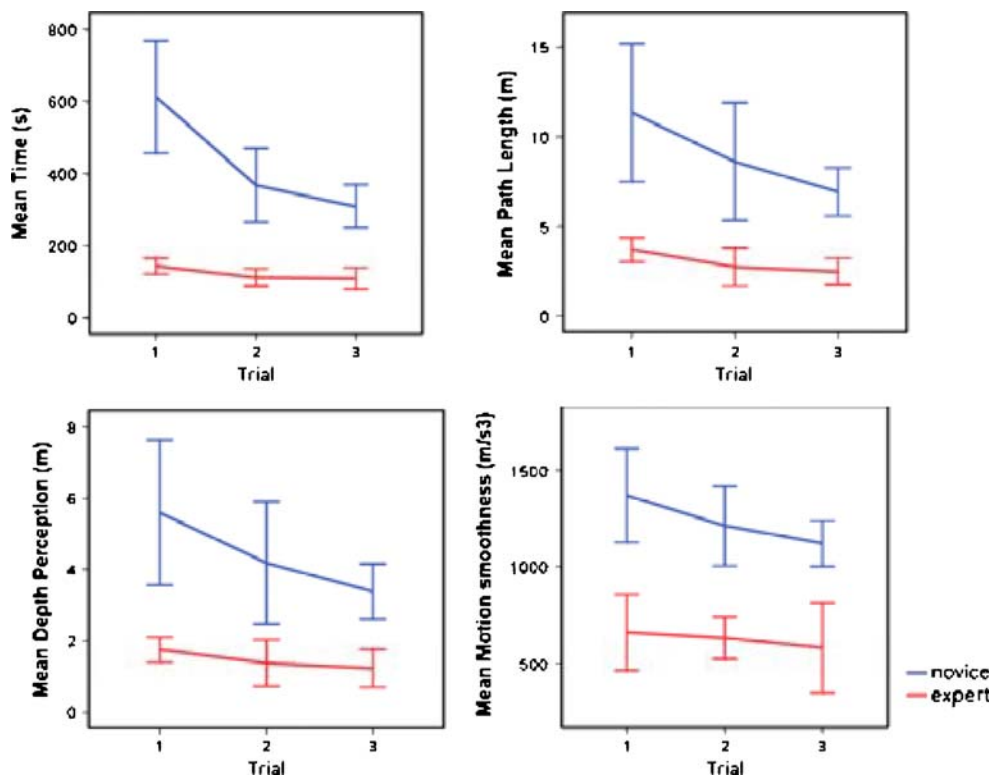 Mean Time (s)
800
600
400
200
0
1 2 3
Trial
Mean Path Length (m)
15
10
5
0
1 2 3
Trial
Mean Depth Perception (m)
8
6
4
2
0
1 2 3
Trial
Mean Motion smoothness (m/s3)
1500
1000
500
1 2 3
Trial
novice
expert